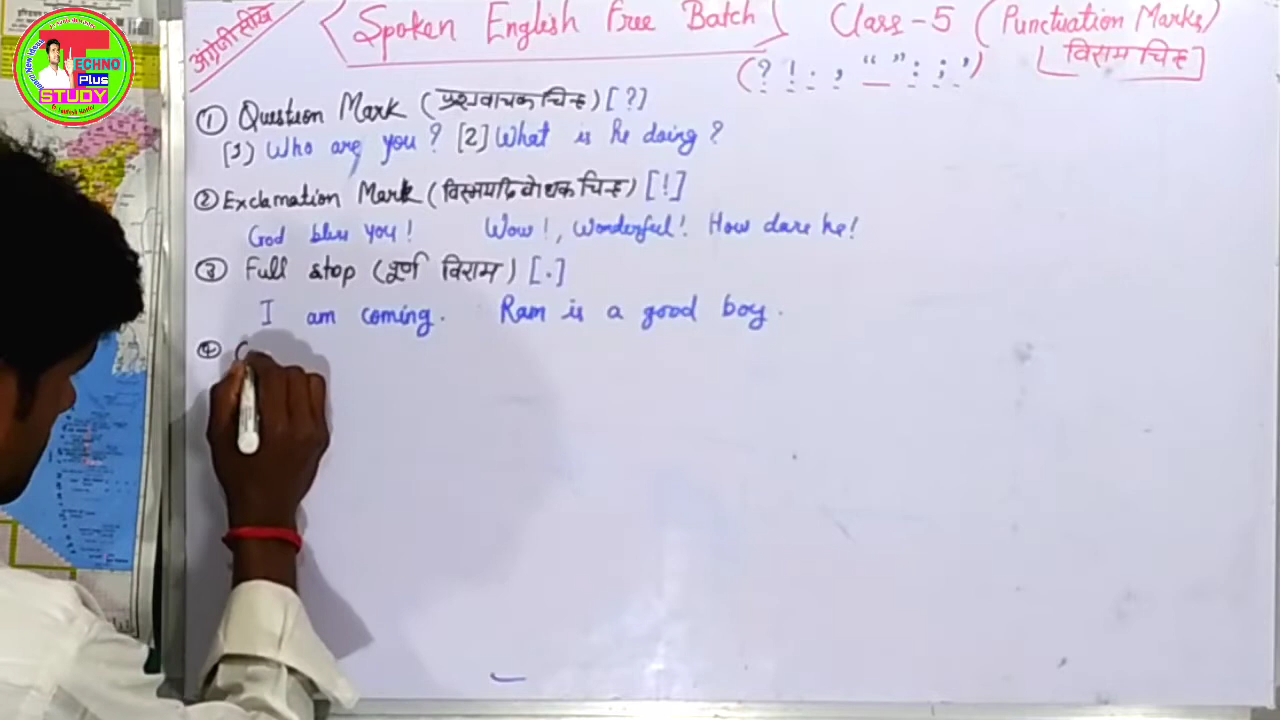 अंग्रेजी सीखें
Spoken English Free Batch Class-5 (Punctuation Marks)
[विराम चिन्ह]
(? ! . , “ ” : ; ’)
① Question Mark (प्रश्नवाचक चिन्ह) [?]
[1) Who are you? [2] What is he doing?
② Exclamation Mark (विस्मयादिबोधक चिन्ह) [!]
God bless you! Wow!, Wonderful! How dare he!
③ Full stop (पूर्ण विराम) [.]
I am coming. Ram is a good boy.
④ C
TECHNO
Plus
STUDY